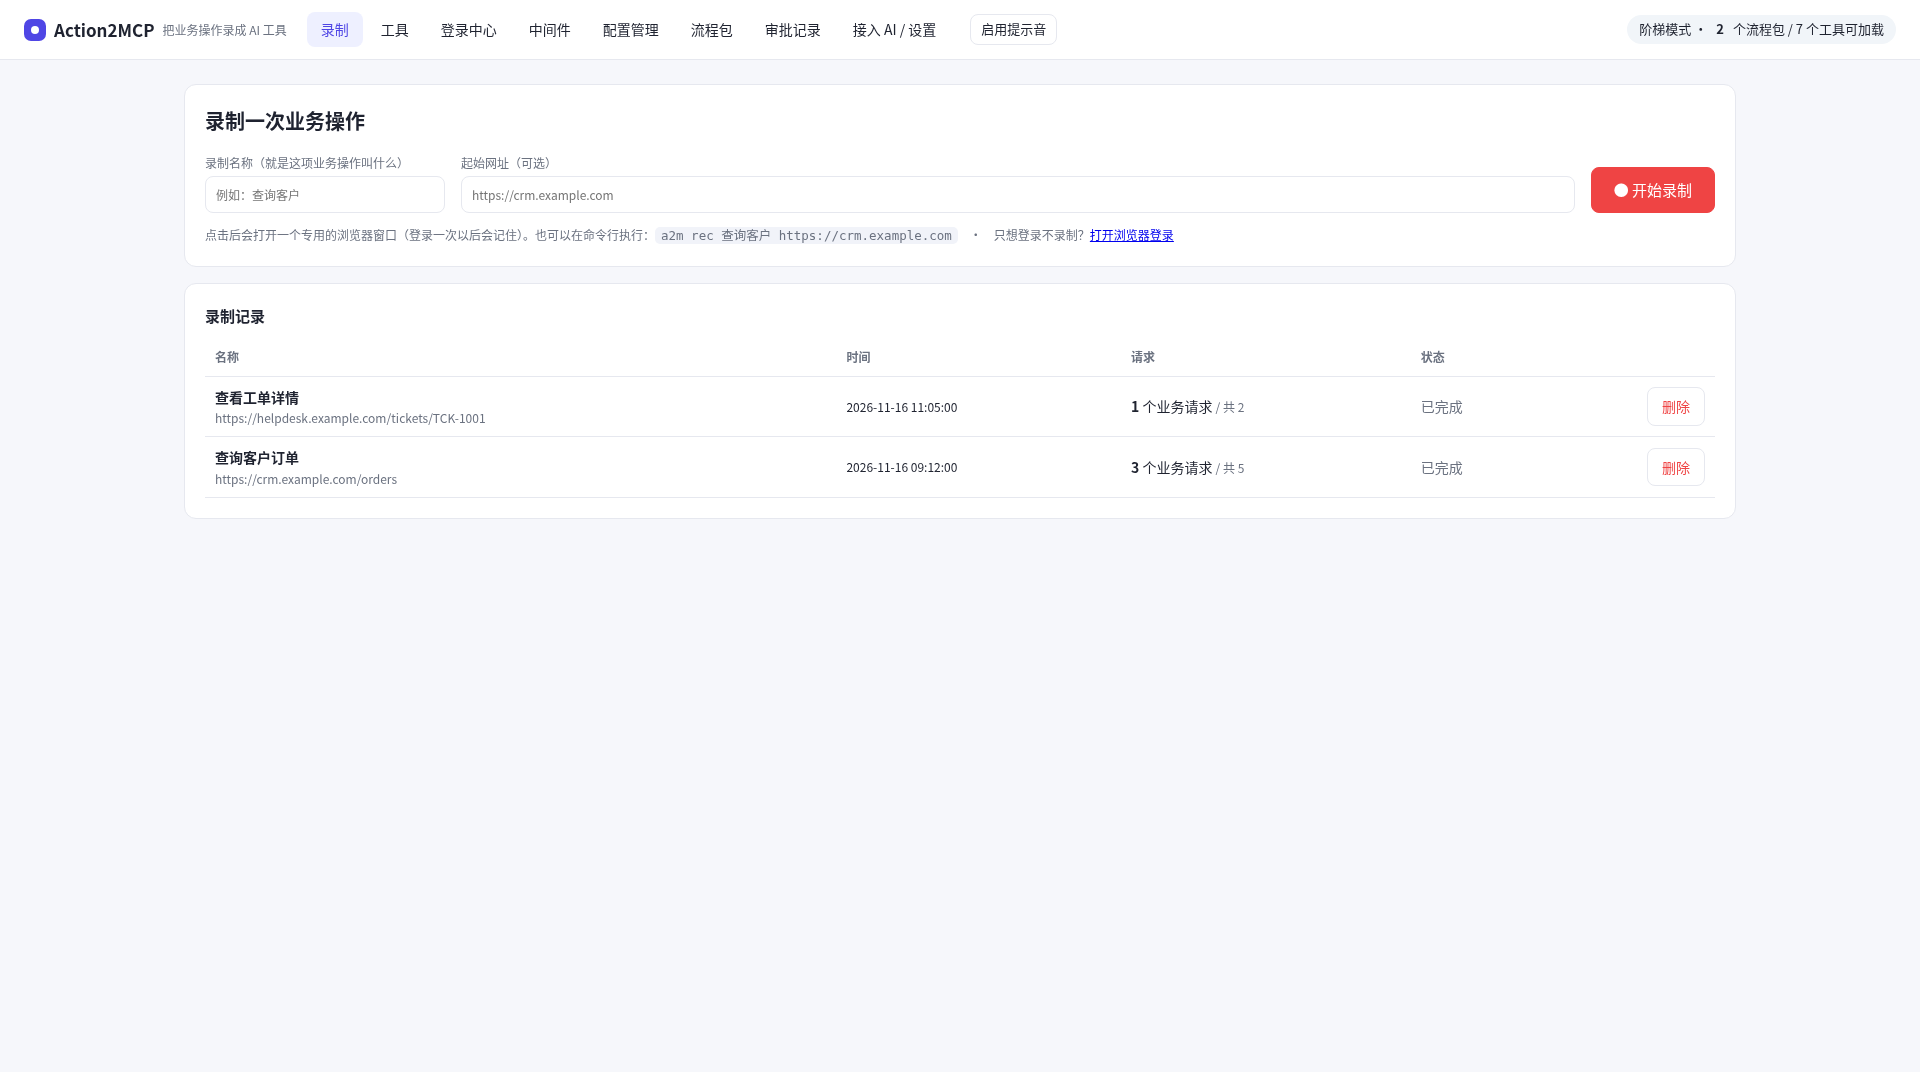 Action2MCP 把业务操作录成 AI 工具 录制 工具 登录中心 中间件 配置管理 流程包 审批记录 接入 AI / 设置 启用提示音 阶梯模式 · 2 个流程包 / 7 个工具可加载
录制一次业务操作
录制名称（就是这项业务操作叫什么） 起始网址（可选）
例如：查询客户 https://crm.example.com 开始录制
点击后会打开一个专用的浏览器窗口（登录一次以后会记住）。也可以在命令行执行： a2m rec 查询客户 https://crm.example.com · 只想登录不录制？打开浏览器登录
录制记录
名称 时间 请求 状态
查看工单详情
https://helpdesk.example.com/tickets/TCK-1001
2026-11-16 11:05:00 1 个业务请求 / 共 2 已完成 删除
查询客户订单
https://crm.example.com/orders
2026-11-16 09:12:00 3 个业务请求 / 共 5 已完成 删除